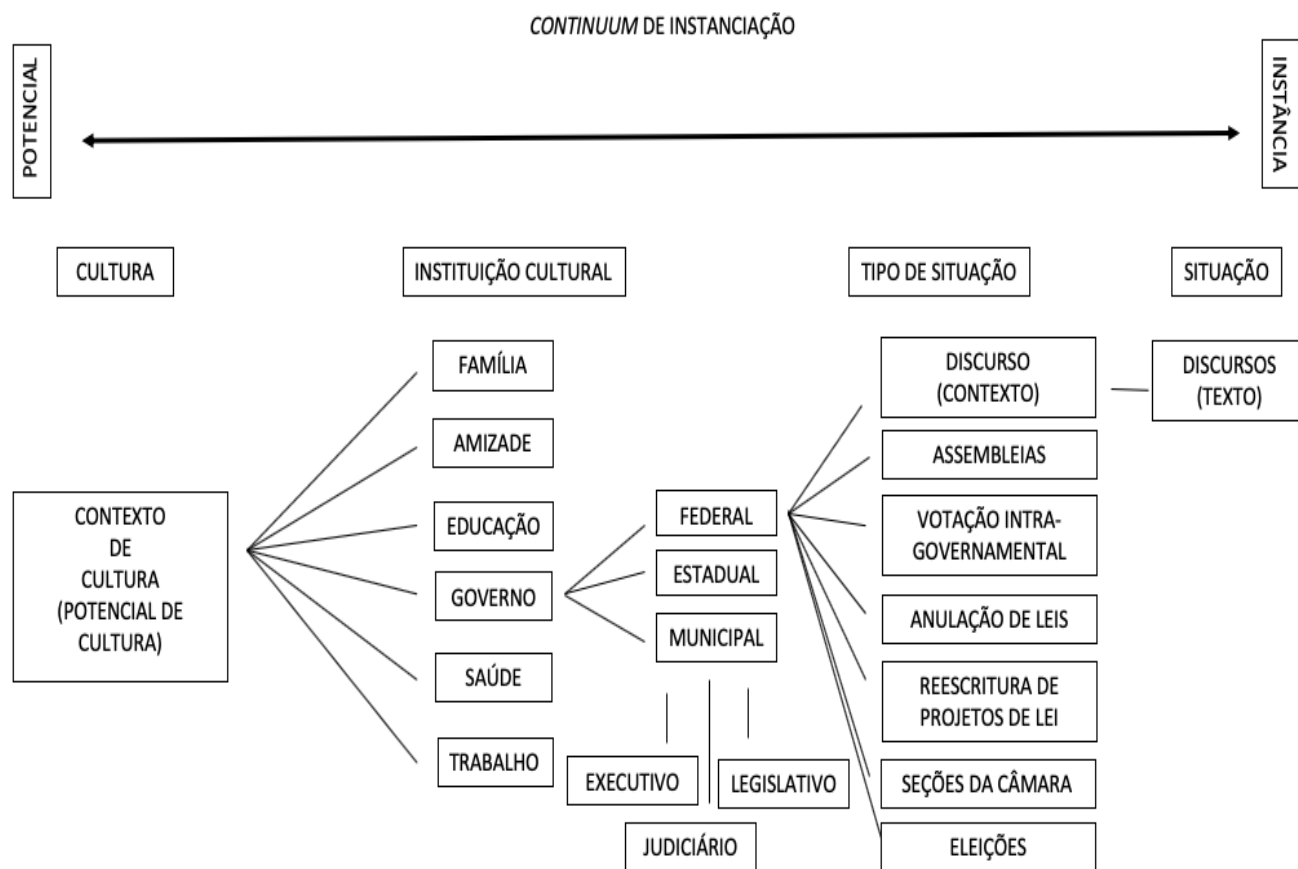 CONTINUUM DE INSTANCIAÇÃO
POTENCIAL
INSTÂNCIA
CULTURA
INSTITUIÇÃO CULTURAL
TIPO DE SITUAÇÃO
SITUAÇÃO
CONTEXTO
DE
CULTURA
(POTENCIAL DE
CULTURA)
FAMÍLIA
AMIZADE
EDUCAÇÃO
GOVERNO
SAÚDE
TRABALHO
FEDERAL
ESTADUAL
MUNICIPAL
EXECUTIVO
LEGISLATIVO
JUDICIÁRIO
DISCURSO
(CONTEXTO)
ASSEMBLEIAS
VOTAÇÃO INTRA-
GOVERNAMENTAL
ANULAÇÃO DE LEIS
REESCRITURA DE
PROJETOS DE LEI
SEÇÕES DA CÂMARA
ELEIÇÕES
DISCURSOS
(TEXTO)